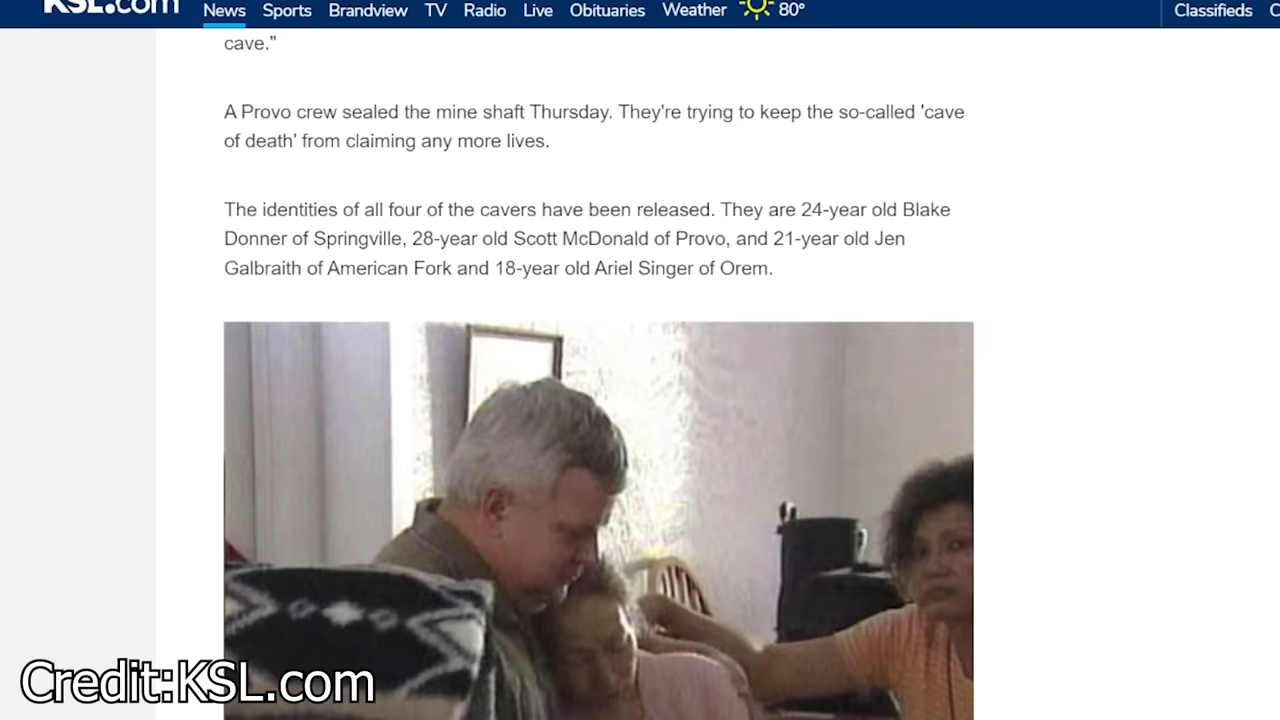 KSL.com News Sports Brandview TV Radio Live Obituaries Weather 80° Classifieds
cave."
A Provo crew sealed the mine shaft Thursday. They're trying to keep the so-called 'cave
of death' from claiming any more lives.
The identities of all four of the cavers have been released. They are 24-year old Blake
Donner of Springville, 28-year old Scott McDonald of Provo, and 21-year old Jen
Galbraith of American Fork and 18-year old Ariel Singer of Orem.
Credit:KSL.com